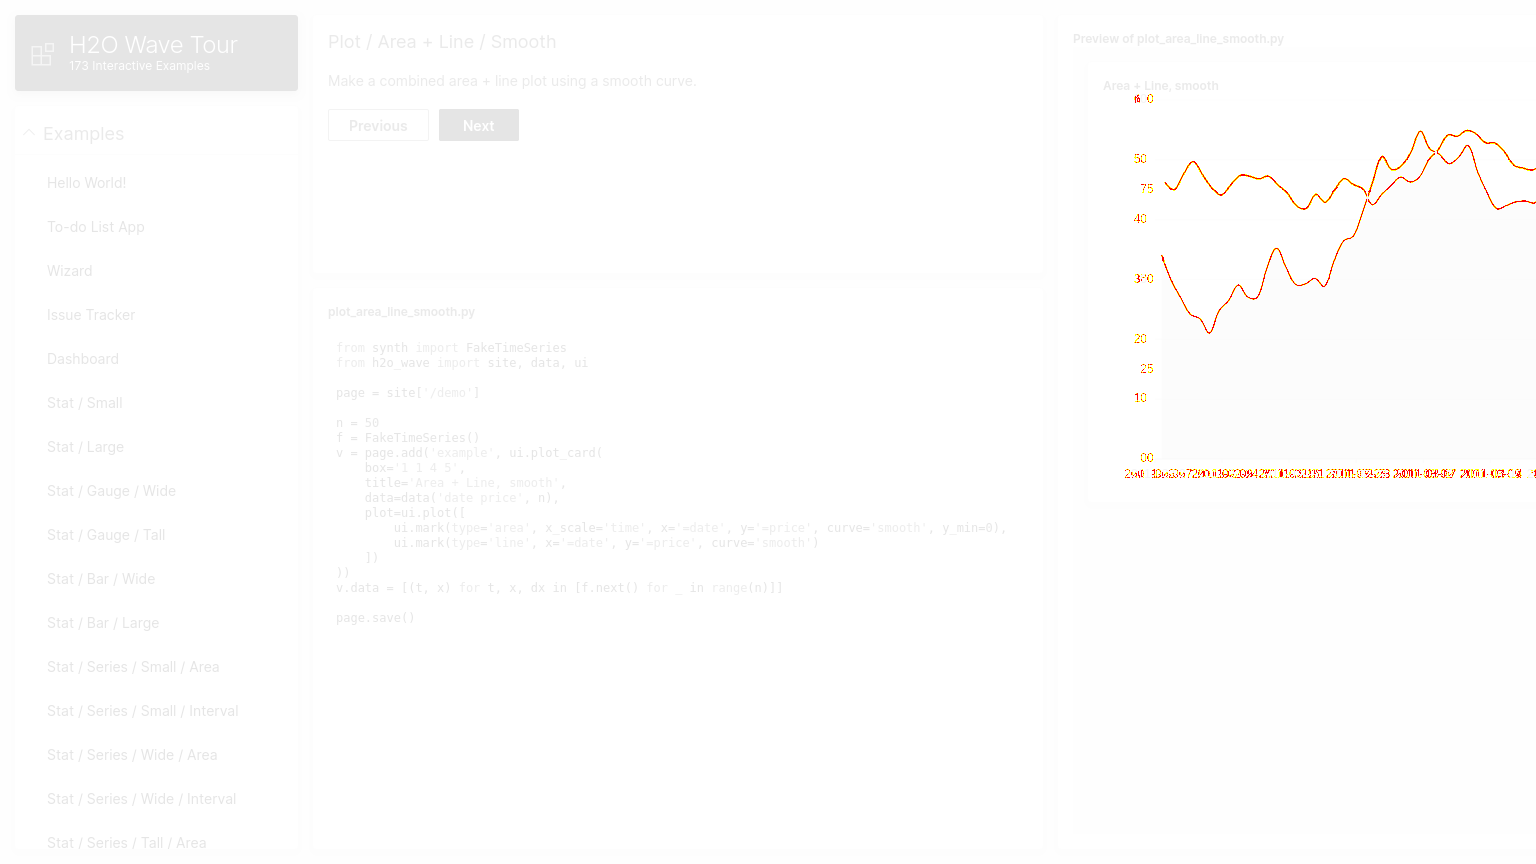 H2O Wave Tour
173 Interactive Examples
Examples
Hello World!
To-do List App
Wizard
Issue Tracker
Dashboard
Stat / Small
Stat / Large
Stat / Gauge / Wide
Stat / Gauge / Tall
Stat / Bar / Wide
Stat / Bar / Large
Stat / Series / Small / Area
Stat / Series / Small / Interval
Stat / Series / Wide / Area
Stat / Series / Wide / Interval
Stat / Series / Tall / Area
Plot / Area + Line / Smooth
Make a combined area + line plot using a smooth curve.
Previous
Next
plot_area_line_smooth.py
from synth import FakeTimeSeries
from h2o_wave import site, data, ui
page = site['/demo']
n = 50
f = FakeTimeSeries()
v = page.add('example', ui.plot_card(
    box='1 1 4 5',
    title='Area + Line, smooth',
    data=data('date price', n),
    plot=ui.plot([
        ui.mark(type='area', x_scale='time', x='=date', y='=price', curve='smooth', y_min=0),
        ui.mark(type='line', x='=date', y='=price', curve='smooth')
    ])
))
v.data = [(t, x) for t, x, dx in [f.next() for _ in range(n)]]
page.save()
Preview of plot_area_line_smooth.py
Area + Line, smooth
50
75
40
20
25
10